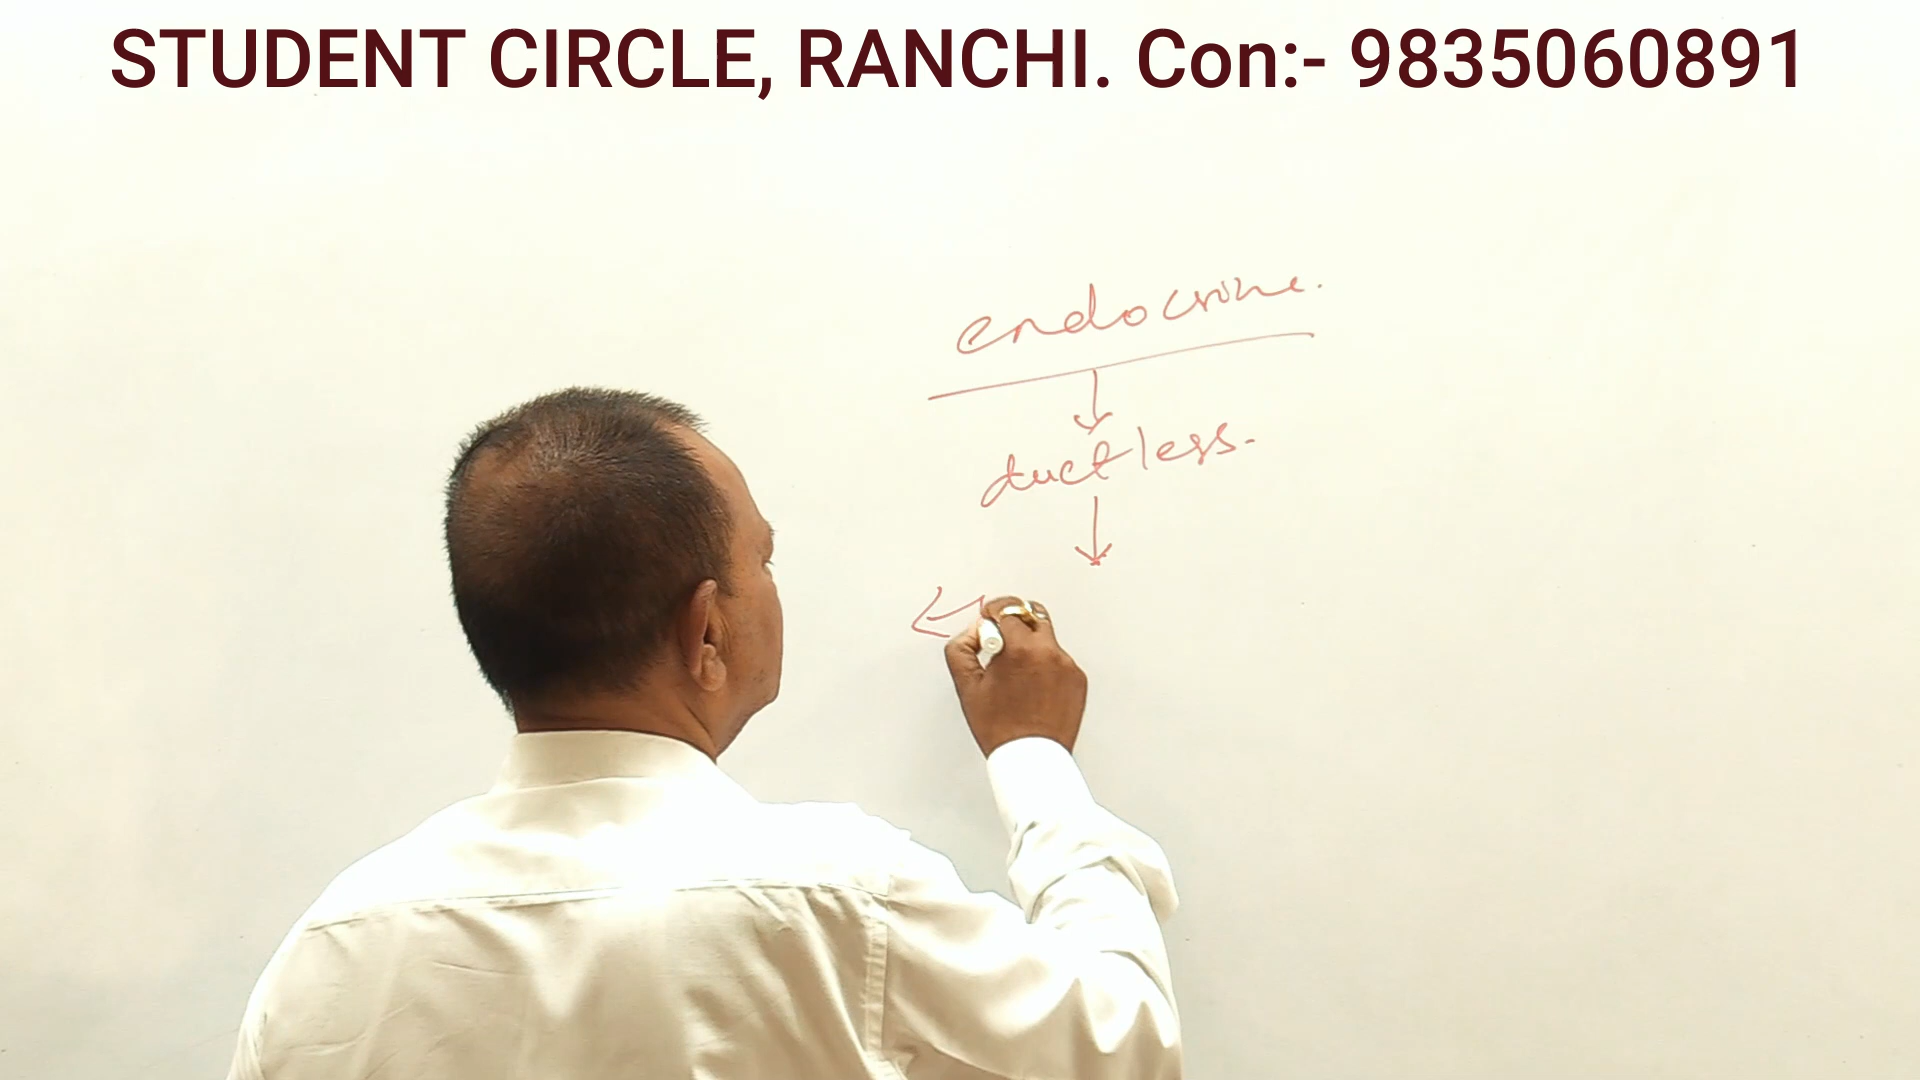 STUDENT CIRCLE, RANCHI. Con:- 9835060891
endocrine.
ductless.